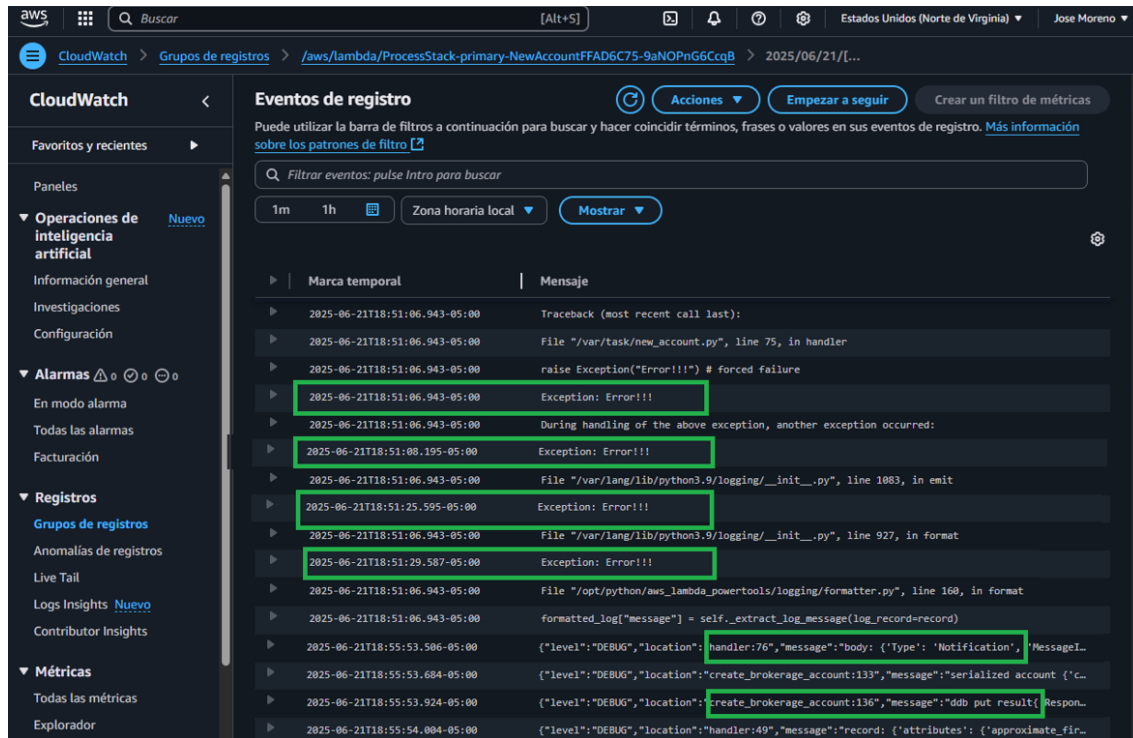 aws
Buscar
[Alt+S]
Estados Unidos (Norte de Virginia) ▼
Jose Moreno ▼
CloudWatch > Grupos de registros > /aws/lambda/ProcessStack-primary-NewAccountFFAD6C75-9aNOPnG6CcqB > 2025/06/21/[...
CloudWatch
Favoritos y recientes
Paneles
Operaciones de inteligencia artificial
Nuevo
Información general
Investigaciones
Configuración
Alarmas 0 0 0
En modo alarma
Todas las alarmas
Facturación
Registros
Grupos de registros
Anomalías de registros
Live Tail
Logs Insights Nuevo
Contributor Insights
Métricas
Todas las métricas
Explorador
Eventos de registro
Acciones ▼
Empezar a seguir
Crear un filtro de métricas
Puede utilizar la barra de filtros a continuación para buscar y hacer coincidir términos, frases o valores en sus eventos de registro. Más información
sobre los patrones de filtro
Filtrar eventos: pulse Intro para buscar
1m 1h
Zona horaria local ▼
Mostrar ▼
Marca temporal Mensaje
2025-06-21T18:51:06.943-05:00 Traceback (most recent call last):
2025-06-21T18:51:06.943-05:00 File "/var/task/new_account.py", line 75, in handler
2025-06-21T18:51:06.943-05:00 raise Exception("Error!!!") # forced failure
2025-06-21T18:51:06.943-05:00 Exception: Error!!!
2025-06-21T18:51:06.943-05:00 During handling of the above exception, another exception occurred:
2025-06-21T18:51:08.195-05:00 Exception: Error!!!
2025-06-21T18:51:06.943-05:00 File "/var/lang/lib/python3.9/logging/__init__.py", line 1083, in emit
2025-06-21T18:51:25.595-05:00 Exception: Error!!!
2025-06-21T18:51:06.943-05:00 File "/var/lang/lib/python3.9/logging/__init__.py", line 927, in format
2025-06-21T18:51:29.587-05:00 Exception: Error!!!
2025-06-21T18:51:06.943-05:00 File "/opt/python/aws_lambda_powertools/logging/formatter.py", line 160, in format
2025-06-21T18:51:06.943-05:00 formatted_log["message"] = self._extract_log_message(log_record=record)
2025-06-21T18:55:53.506-05:00 {"level":"DEBUG","location":"handler:76","message":"body: {'Type': 'Notification', 'MessageI…
2025-06-21T18:55:53.684-05:00 {"level":"DEBUG","location":"create_brokerage_account:133","message":"serialized account {'c…
2025-06-21T18:55:53.924-05:00 {"level":"DEBUG","location":"create_brokerage_account:136","message":"ddb put result{ Respon…
2025-06-21T18:55:54.004-05:00 {"level":"DEBUG","location":"handler:49","message":"record: {'attributes': {'approximate_fir…